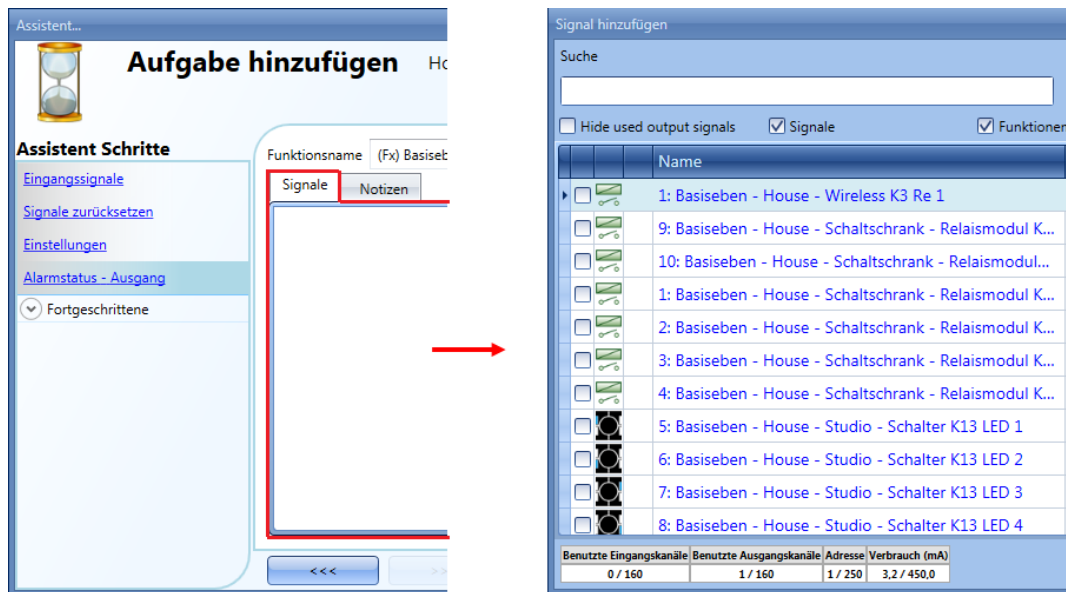 Assistent...
Aufgabe hinzufügen
Assistent Schritte
Eingangssignale
Signale zurücksetzen
Einstellungen
Alarmstatus - Ausgang
Fortgeschrittene
Funktionsname (Fx) Basiseb
Signale Notizen
<<<
>>
Signal hinzufügen
Suche
Hide used output signals Signale Funktionen
Name
1: Basiseben - House - Wireless K3 Re 1
9: Basiseben - House - Schaltschrank - Relaismodul K...
10: Basiseben - House - Schaltschrank - Relaismodul...
1: Basiseben - House - Schaltschrank - Relaismodul K...
2: Basiseben - House - Schaltschrank - Relaismodul K...
3: Basiseben - House - Schaltschrank - Relaismodul K...
4: Basiseben - House - Schaltschrank - Relaismodul K...
5: Basiseben - House - Studio - Schalter K13 LED 1
6: Basiseben - House - Studio - Schalter K13 LED 2
7: Basiseben - House - Studio - Schalter K13 LED 3
8: Basiseben - House - Studio - Schalter K13 LED 4
Benutzte Eingangskanäle Benutzte Ausgangskanäle Adresse Verbrauch (mA)
0 / 160 1 / 160 1 / 250 3,2 / 450,0